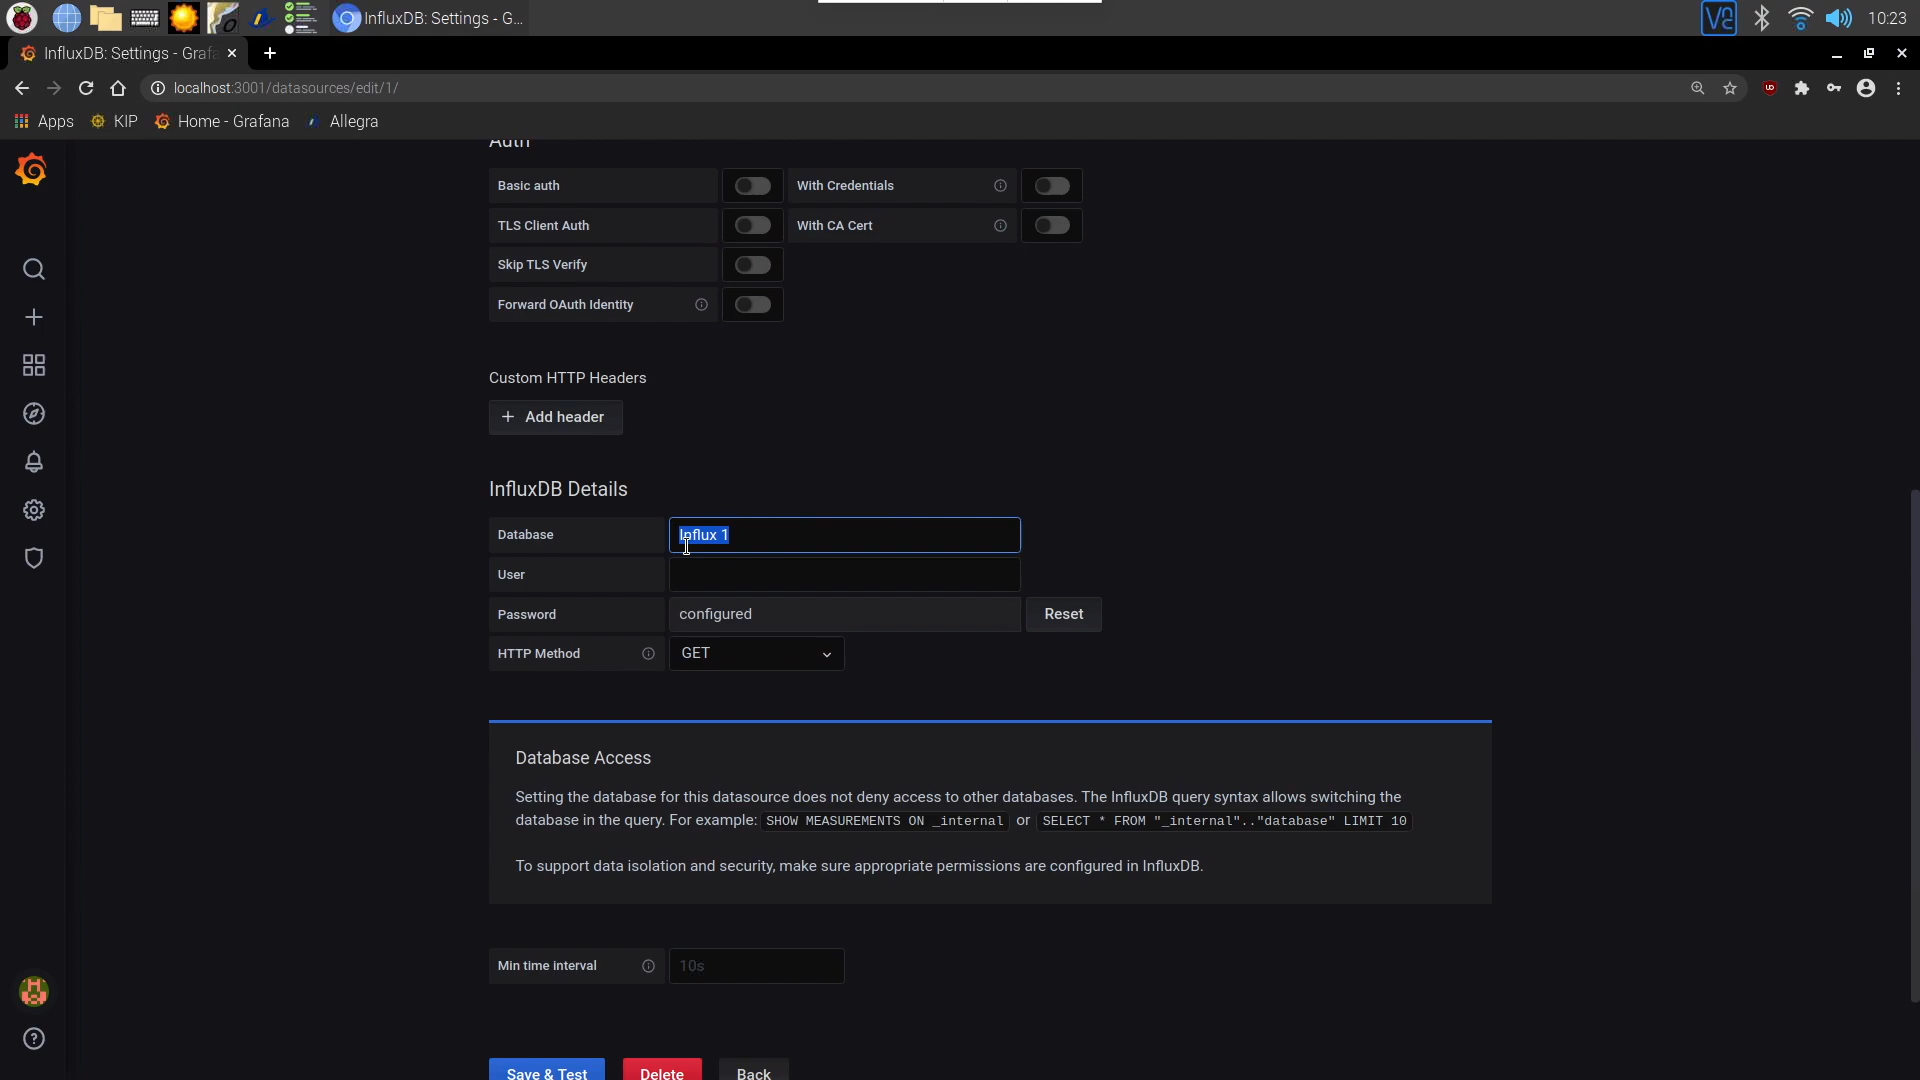 InfluxDB: Settings - G...
10:23
InfluxDB: Settings - Grafa
localhost:3001/datasources/edit/1/
Apps
KIP
Home - Grafana
Allegra
Auth
Basic auth
With Credentials
TLS Client Auth
With CA Cert
Skip TLS Verify
Forward OAuth Identity
Custom HTTP Headers
+ Add header
InfluxDB Details
Database
Influx 1
User
Password
configured
Reset
HTTP Method
GET
Database Access
Setting the database for this datasource does not deny access to other databases. The InfluxDB query syntax allows switching the
database in the query. For example: SHOW MEASUREMENTS ON _internal or SELECT * FROM "_internal".."database" LIMIT 10
To support data isolation and security, make sure appropriate permissions are configured in InfluxDB.
Min time interval
10s
Save & Test
Delete
Back